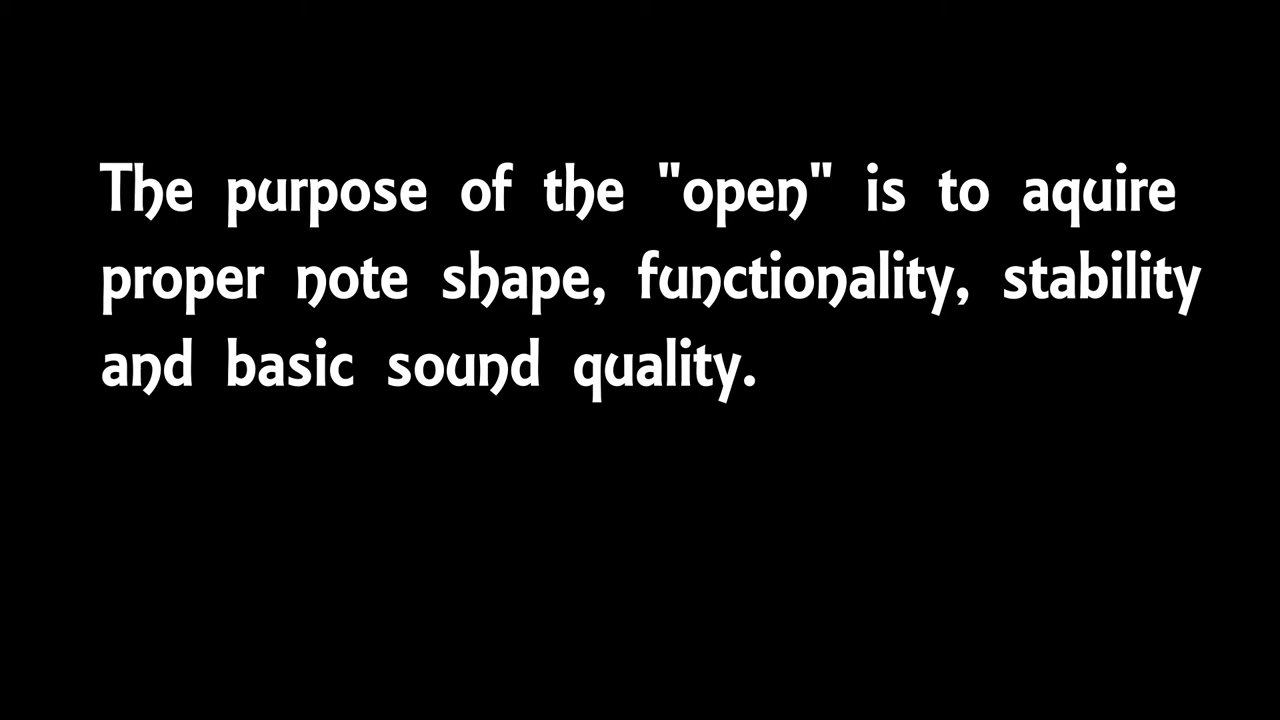 The purpose of the "open" is to aquire
proper note shape, functionality, stability
and basic sound quality.